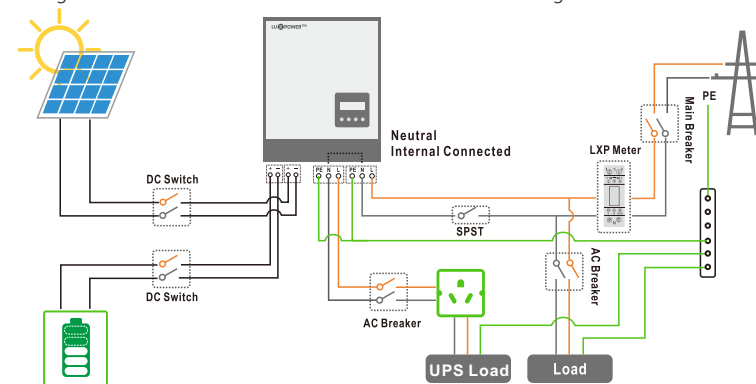 LUXPOWERTEK
PE
Main Breaker
Neutral
Internal Connected
LXP Meter
DC Switch
+ − + −
PE N L PE N L
SPST
AC Breaker
DC Switch
AC Breaker
UPS Load
Load